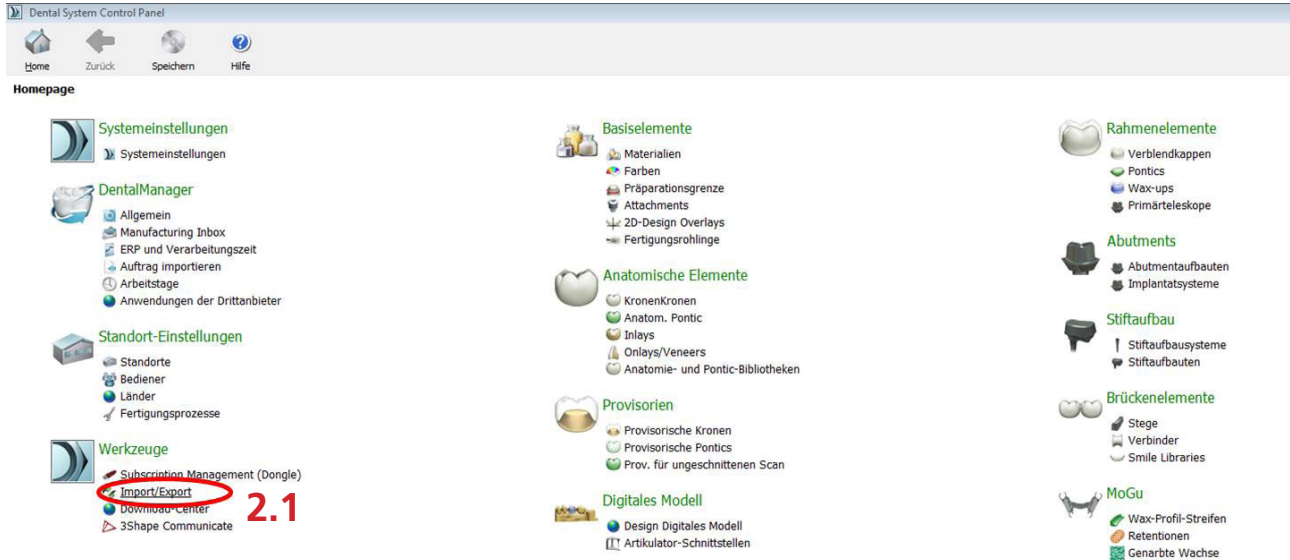 Dental System Control Panel
Home Zurück Speichern Hilfe
Homepage
Systemeinstellungen
Systemeinstellungen
DentalManager
Allgemein
Manufacturing Inbox
ERP und Verarbeitungszeit
Auftrag importieren
Arbeitstage
Anwendungen der Drittanbieter
Standort-Einstellungen
Standorte
Bediener
Länder
Fertigungsprozesse
Werkzeuge
Subscription Management (Dongle)
Import/Export
2.1
Download-Center
3Shape Communicate
Basiselemente
Materialien
Farben
Präparationsgrenze
Attachments
2D-Design Overlays
Fertigungsrohlinge
Anatomische Elemente
KronenKronen
Anatom. Pontic
Inlays
Onlays/Veneers
Anatomie- und Pontic-Bibliotheken
Provisorien
Provisorische Kronen
Provisorische Pontics
Prov. für ungeschnittenen Scan
Digitales Modell
Design Digitales Modell
Artikulator-Schnittstellen
Rahmenelemente
Verblendkappen
Pontics
Wax-ups
Primärteleskope
Abutments
Abutmentaufbauten
Implantatsysteme
Stiftaufbau
Stiftaufbausysteme
Stiftaufbauten
Brückenelemente
Stege
Verbinder
Smile Libraries
MoGu
Wax-Profil-Streifen
Retentionen
Genarbte Wachse